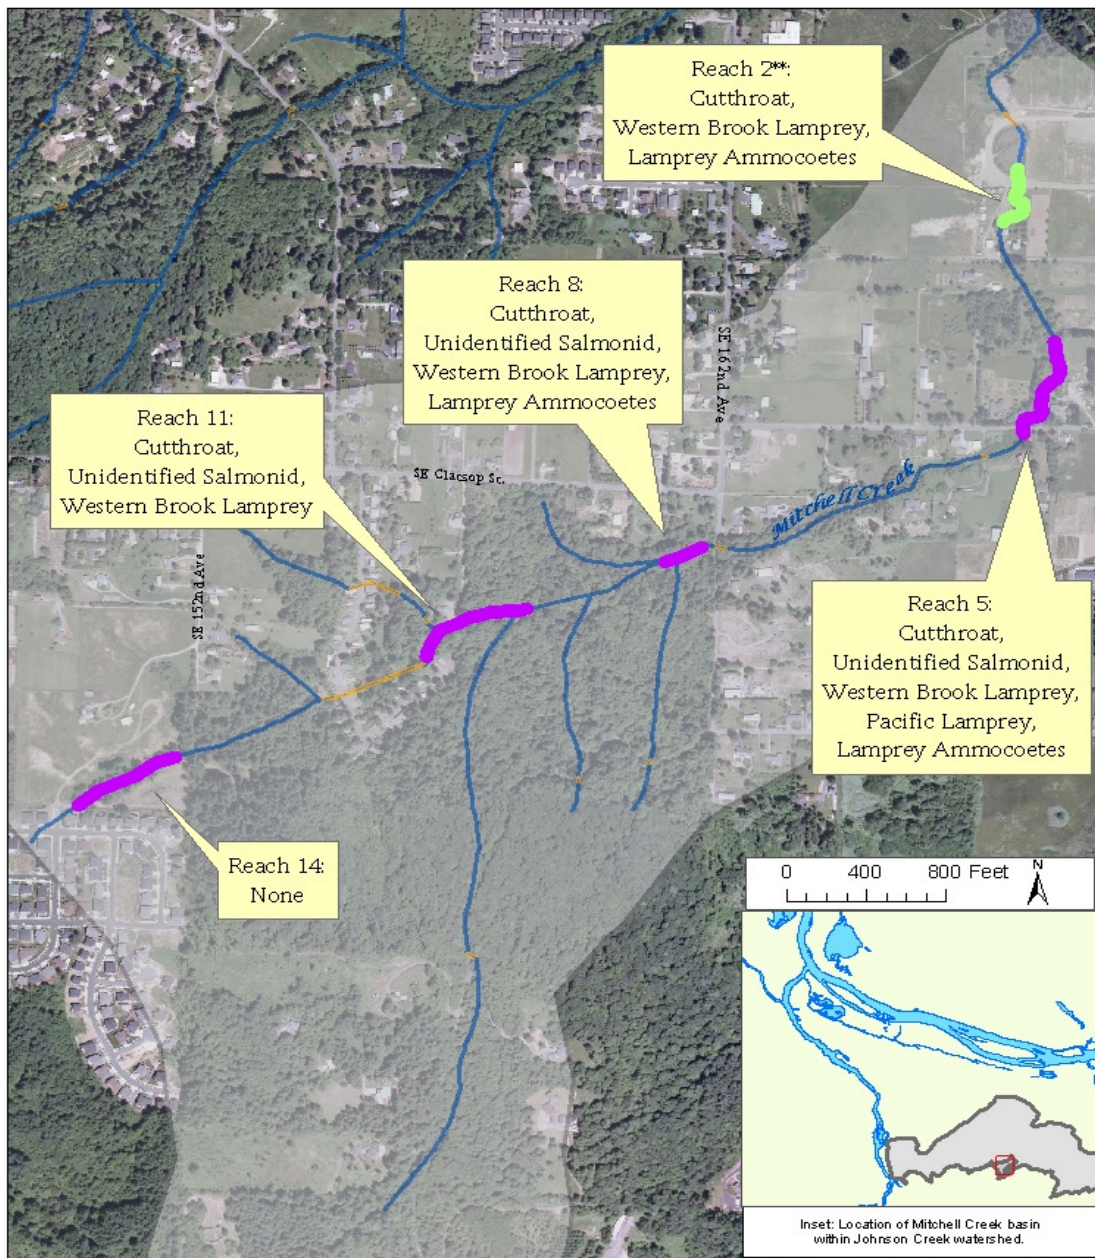 Reach 2**:
Cutthroat,
Western Brook Lamprey,
Lamprey Ammocoetes
Reach 8:
Cutthroat,
Unidentified Salmonid,
Western Brook Lamprey,
Lamprey Ammocoetes
SE 162nd Ave
Reach 11:
Cutthroat,
Unidentified Salmonid,
Western Brook Lamprey
SE Clatsop St.
Mitchell Creek
SE 152nd Ave
Reach 5:
Cutthroat,
Unidentified Salmonid,
Western Brook Lamprey,
Pacific Lamprey,
Lamprey Ammocoetes
Reach 14:
None
0 400 800 Feet
N
Inset: Location of Mitchell Creek basin
within Johnson Creek watershed.